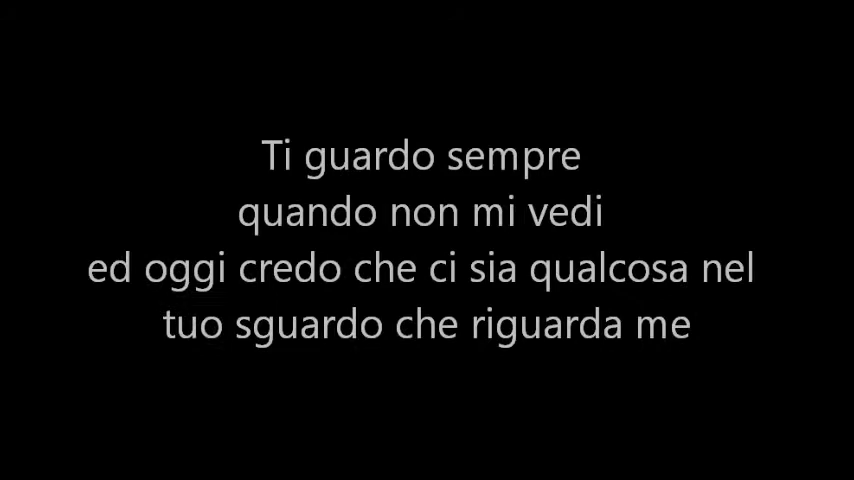 Ti guardo sempre
quando non mi vedi
ed oggi credo che ci sia qualcosa nel
tuo sguardo che riguarda me